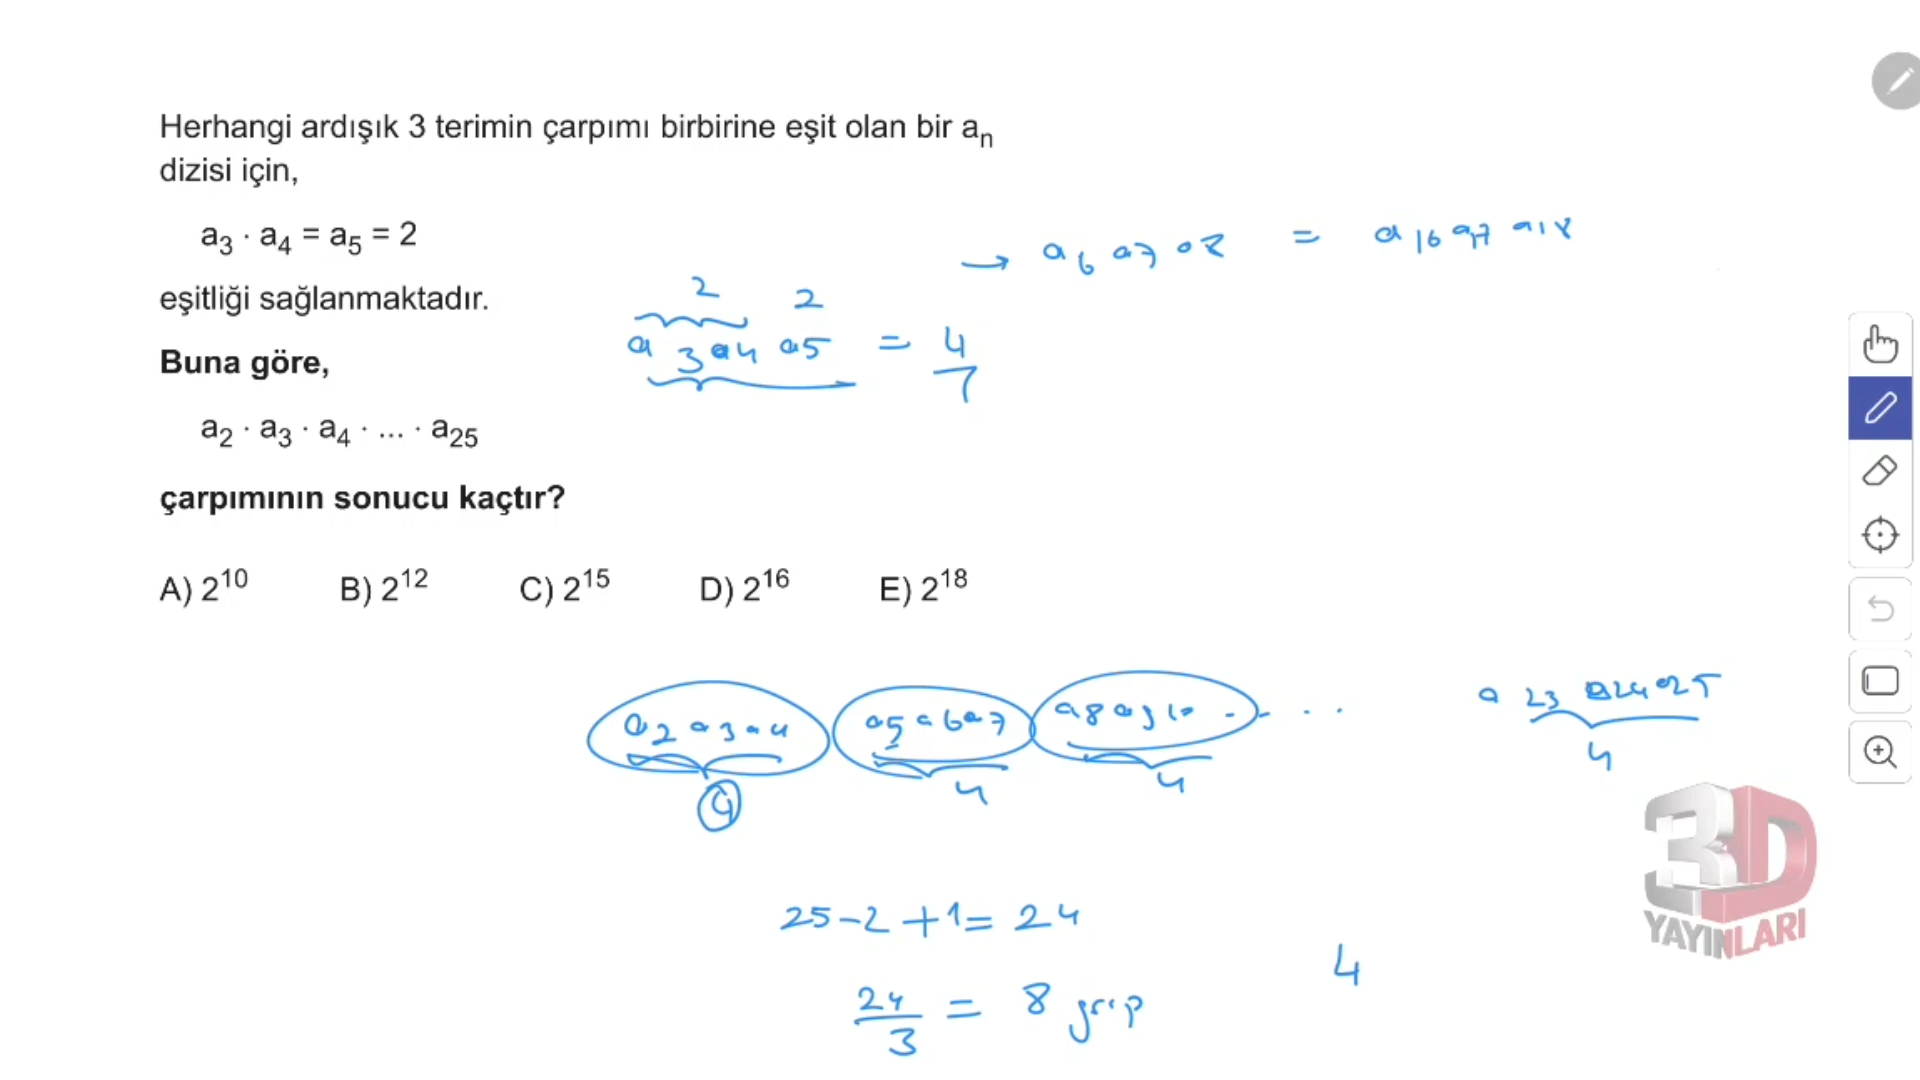 Herhangi ardışık 3 terimin çarpımı birbirine eşit olan bir aₙ
dizisi için,
a₃ · a₄ = a₅ = 2
eşitliği sağlanmaktadır.
Buna göre,
a₂ · a₃ · a₄ · ... · a₂₅
çarpımının sonucu kaçtır?
A) 2¹⁰ B) 2¹² C) 2¹⁵ D) 2¹⁶ E) 2¹⁸
2 2
a3 a4 a5 = 4
→ a6 a7 a8 = a16 a17 a18
a2 a3 a4 a5 a6 a7 a8 a9 10 ..... a23 a24 a25
4 4 4 4
25-2+1=24
24/3 = 8 grup
4
3D
YAYINLARI